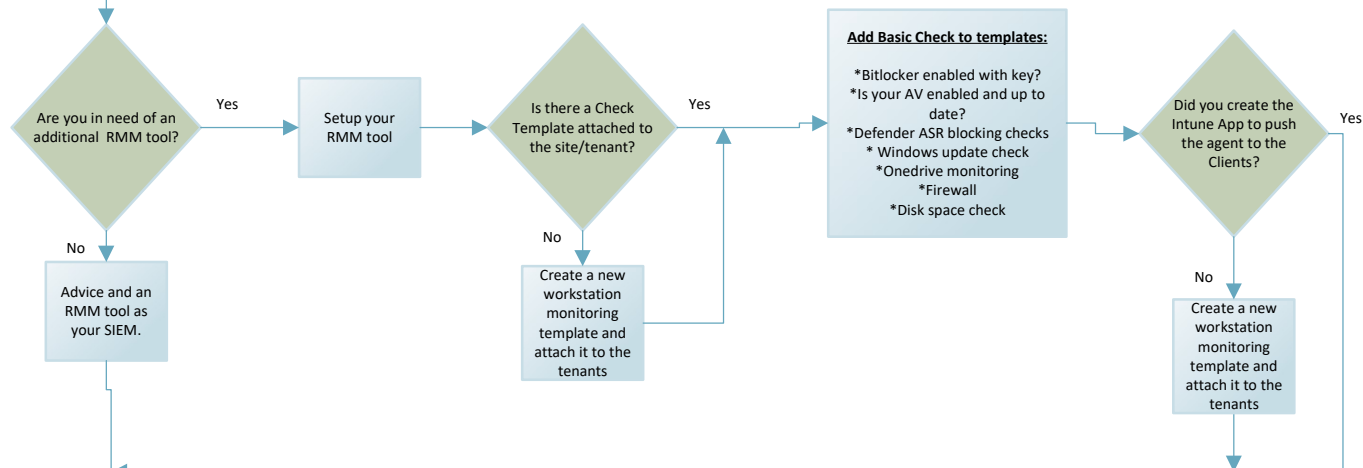 Are you in need of an
additional  RMM tool?
Yes
No
Advice and an
RMM tool as
your SIEM.
Setup your
RMM tool
Is there a Check
Template attached to
the site/tenant?
Yes
No
Create a new
workstation
monitoring
template and
attach it to the
tenants
Add Basic Check to templates:
*Bitlocker enabled with key?
*Is your AV enabled and up to
date?
*Defender ASR blocking checks
* Windows update check
*Onedrive monitoring
*Firewall
*Disk space check
Did you create the
Intune App to push
the agent to the
Clients?
Yes
No
Create a new
workstation
monitoring
template and
attach it to the
tenants